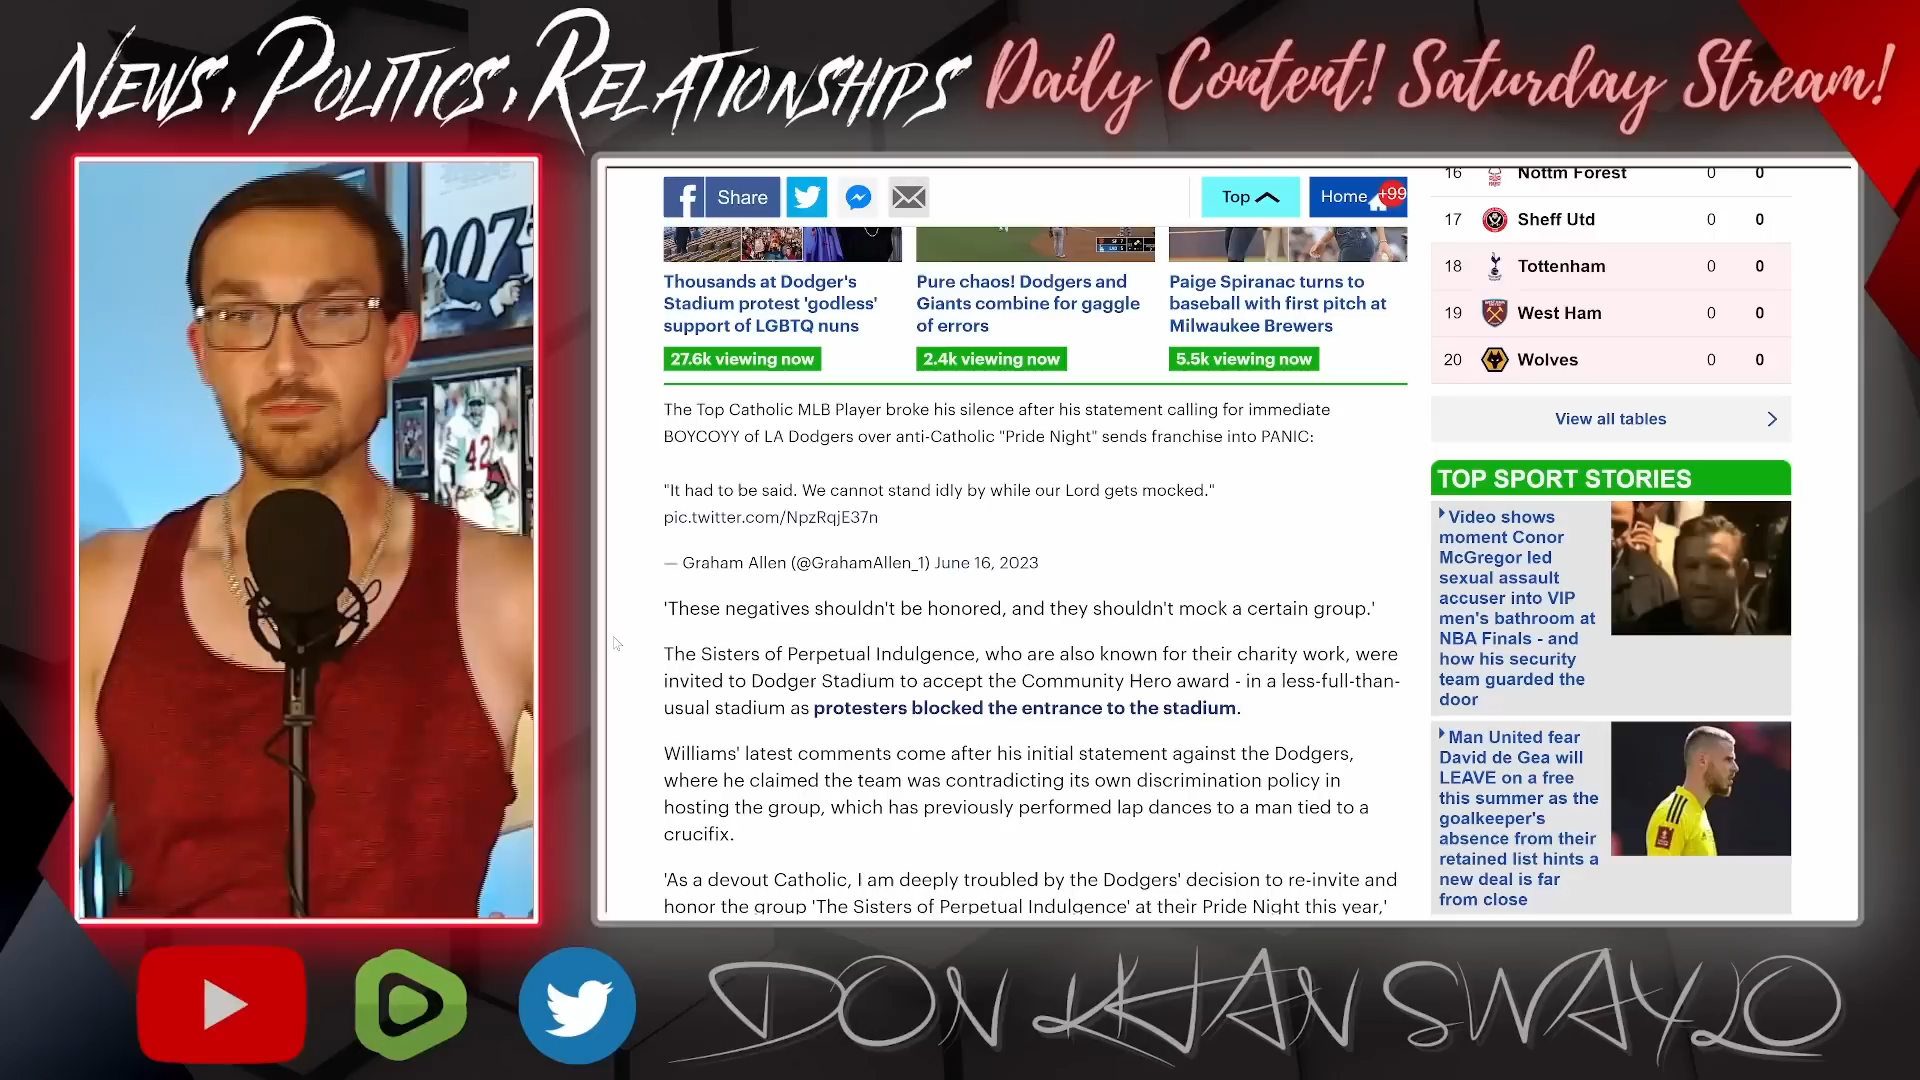 News, Politics, Relationships
Daily Content! Saturday Stream!
007
42
Share
Top
Home
+99
Thousands at Dodger's
Stadium protest 'godless'
support of LGBTQ nuns
27.6k viewing now
Pure chaos! Dodgers and
Giants combine for gaggle
of errors
2.4k viewing now
Paige Spiranac turns to
baseball with first pitch at
Milwaukee Brewers
5.5k viewing now
The Top Catholic MLB Player broke his silence after his statement calling for immediate
BOYCOYY of LA Dodgers over anti-Catholic "Pride Night" sends franchise into PANIC:
"It had to be said. We cannot stand idly by while our Lord gets mocked."
pic.twitter.com/NpzRqjE37n
— Graham Allen (@GrahamAllen_1) June 16, 2023
'These negatives shouldn't be honored, and they shouldn't mock a certain group.'
The Sisters of Perpetual Indulgence, who are also known for their charity work, were
invited to Dodger Stadium to accept the Community Hero award - in a less-full-than-
usual stadium as protesters blocked the entrance to the stadium.
Williams' latest comments come after his initial statement against the Dodgers,
where he claimed the team was contradicting its own discrimination policy in
hosting the group, which has previously performed lap dances to a man tied to a
crucifix.
'As a devout Catholic, I am deeply troubled by the Dodgers' decision to re-invite and
honor the group 'The Sisters of Perpetual Indulgence' at their Pride Night this year,'
16 Nottm Forest 0 0
17 Sheff Utd 0 0
18 Tottenham 0 0
19 West Ham 0 0
20 Wolves 0 0
View all tables
TOP SPORT STORIES
Video shows
moment Conor
McGregor led
sexual assault
accuser into VIP
men's bathroom at
NBA Finals - and
how his security
team guarded the
door
Man United fear
David de Gea will
LEAVE on a free
this summer as the
goalkeeper's
absence from their
retained list hints a
new deal is far
from close
DON KHAN SWAYLO